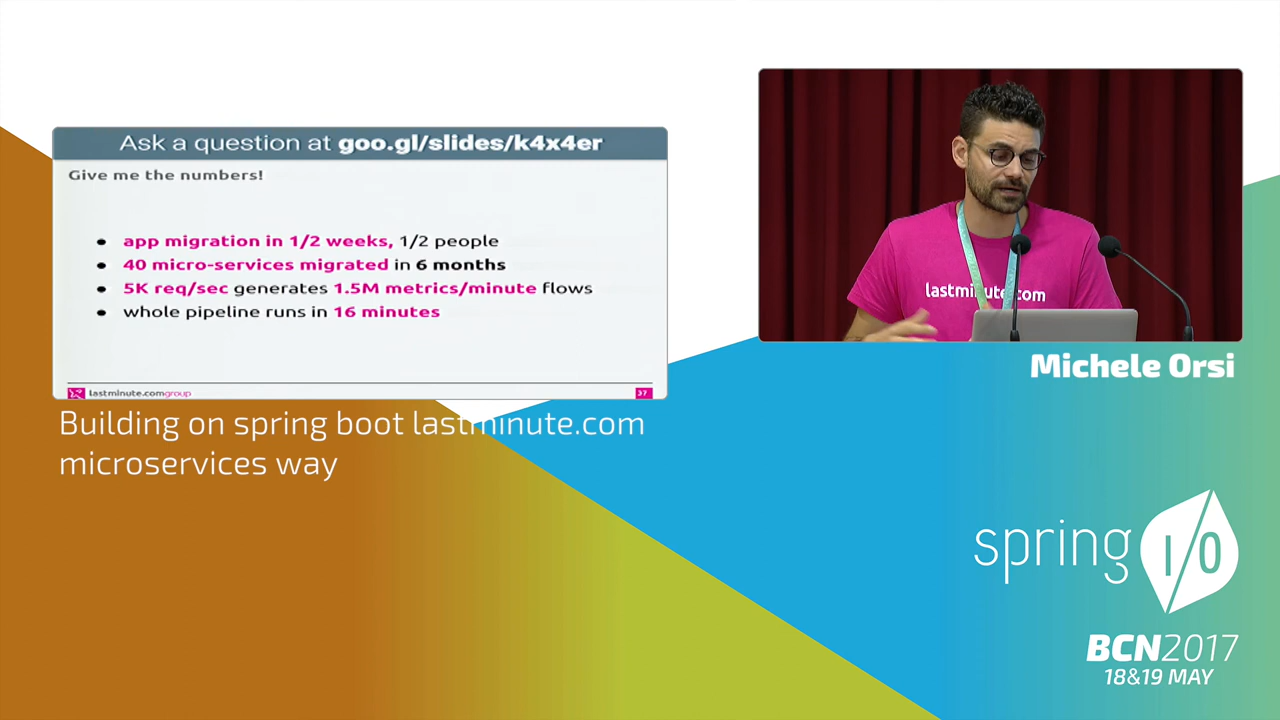 Ask a question at goo.gl/slides/k4x4er
Give me the numbers!
● app migration in 1/2 weeks, 1/2 people
● 40 micro-services migrated in 6 months
● 5K req/sec generates 1.5M metrics/minute flows
● whole pipeline runs in 16 minutes
lastminute.comgroup
37
Building on spring boot lastminute.com
microservices way
lastminute.com
Michele Orsi
spring I/O
BCN2017
18&19 MAY